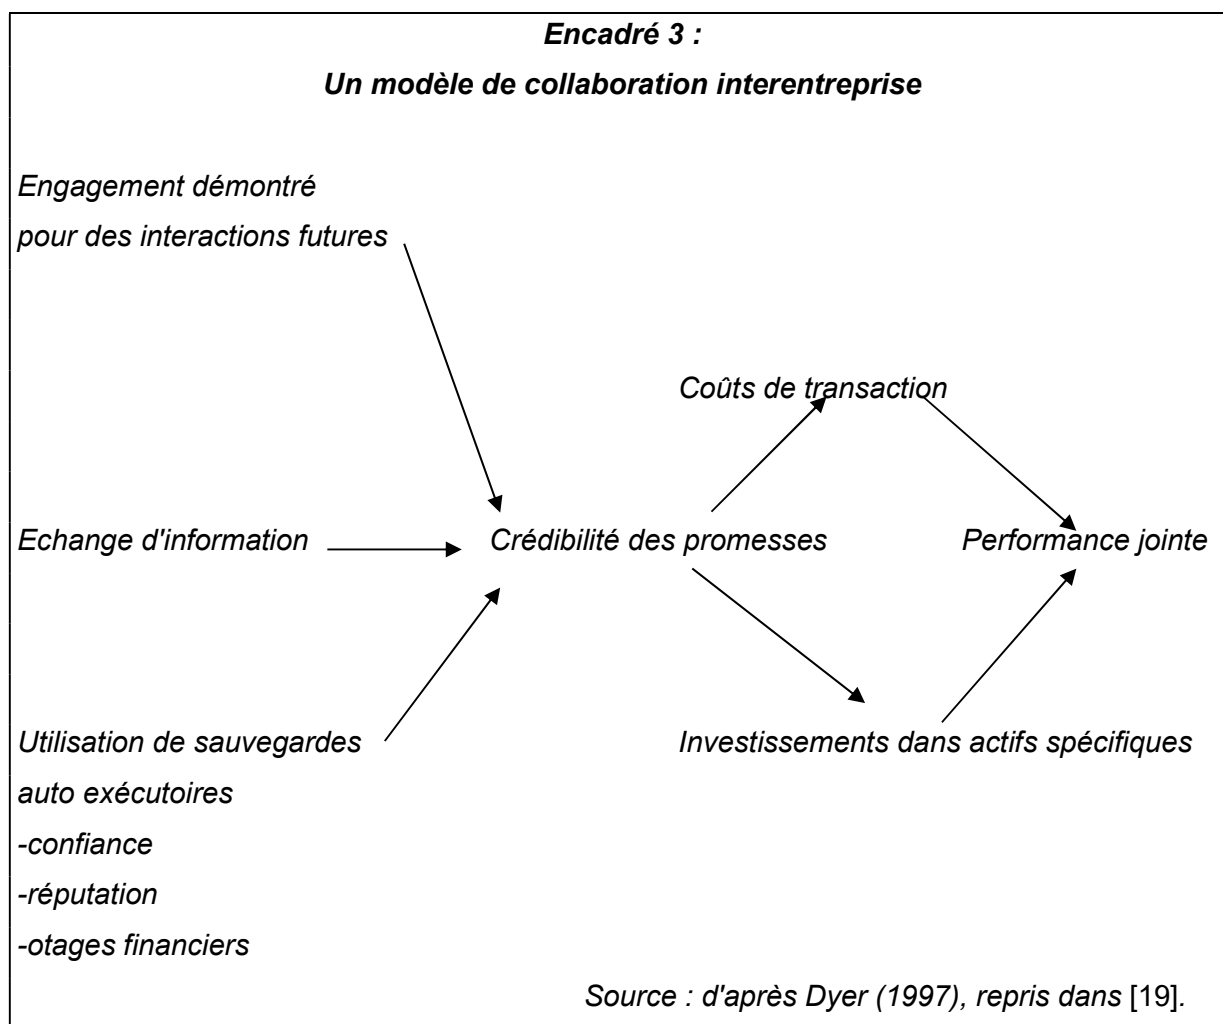 Encadré 3 :
Un modèle de collaboration interentreprise
Engagement démontré
pour des interactions futures
Coûts de transaction
Echange d'information
Crédibilité des promesses
Performance jointe
Utilisation de sauvegardes
Investissements dans actifs spécifiques
auto exécutoires
-confiance
-réputation
-otages financiers
Source : d'après Dyer (1997), repris dans [19].